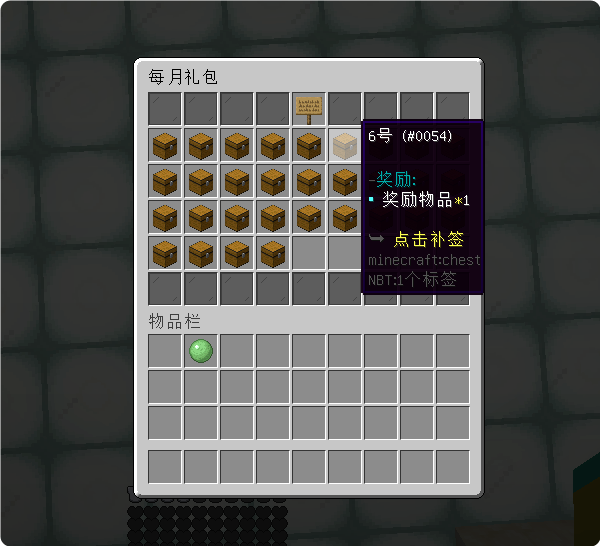 每月礼包
6号 (#0054)
-奖励:
▪ 奖励物品*1
➥ 点击补签
minecraft:chest
NBT:1个标签
物品栏